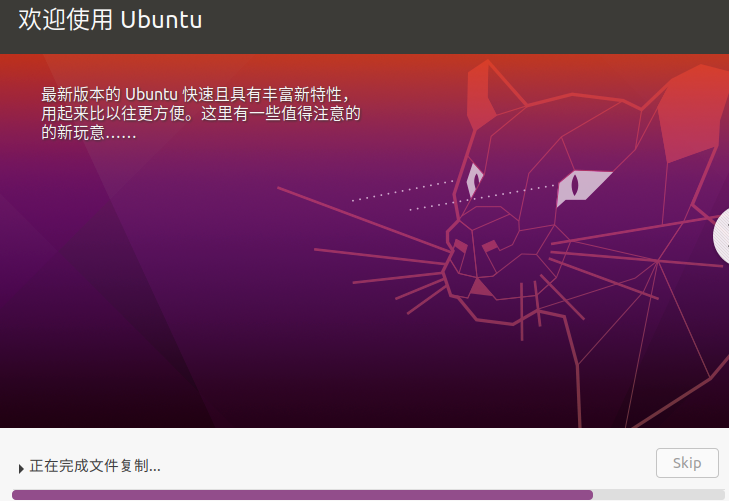 欢迎使用 Ubuntu
最新版本的 Ubuntu 快速且具有丰富新特性，
用起来比以往更方便。这里有一些值得注意的
的新玩意……
正在完成文件复制...
Skip